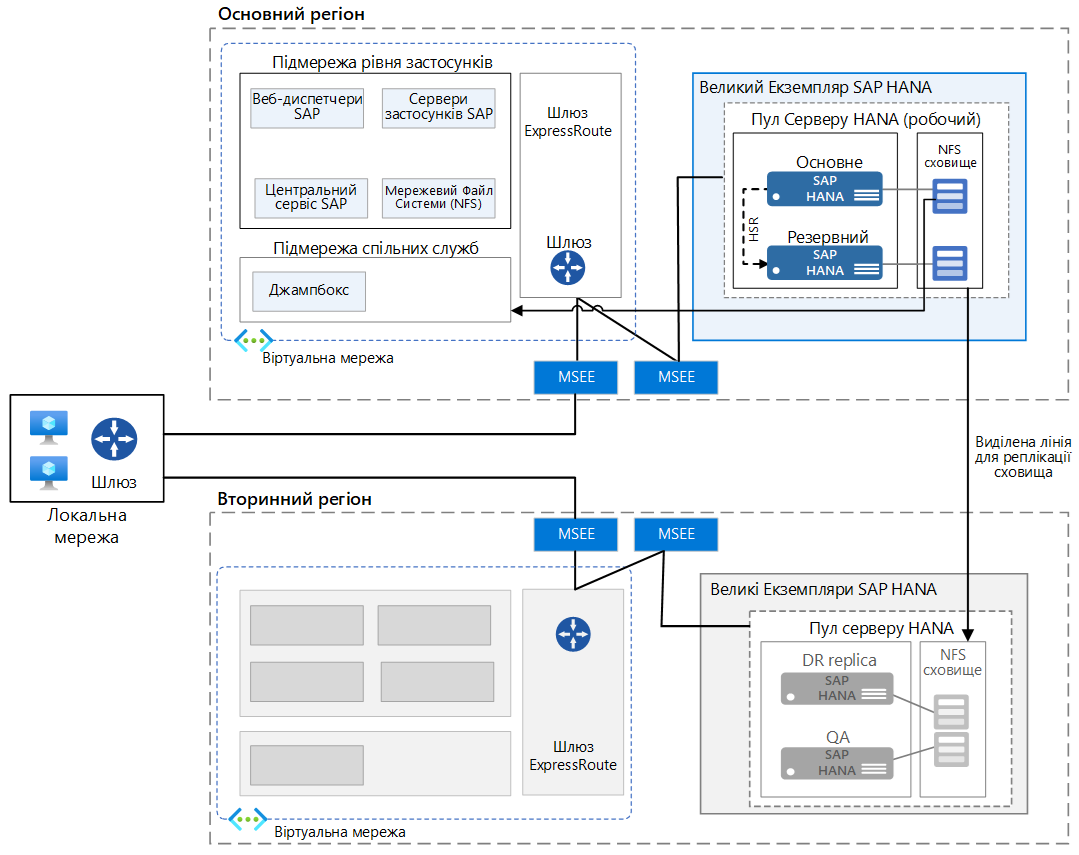 Основний регіон
Підмережа рівня застосунків
Веб-диспетчери
SAP
Сервери
застосунків SAP
Центральний
сервіс SAP
Мережевий Файл
Системи (NFS)
Підмережа спільних служб
Джампбокс
Віртуальна мережа
Шлюз
ExpressRoute
Шлюз
MSEE
MSEE
Великий Екземпляр SAP HANA
Пул Серверу HANA (робочий)
Основне
SAP
HANA
HSR
Резервний
SAP
HANA
NFS
сховище
Шлюз
Локальна
мережа
Виділена лінія
для реплікації
сховища
Вторинний регіон
MSEE
MSEE
Шлюз
ExpressRoute
Віртуальна мережа
Великі Екземпляри SAP HANA
Пул серверу HANA
DR replica
SAP
HANA
QA
SAP
HANA
NFS
сховище